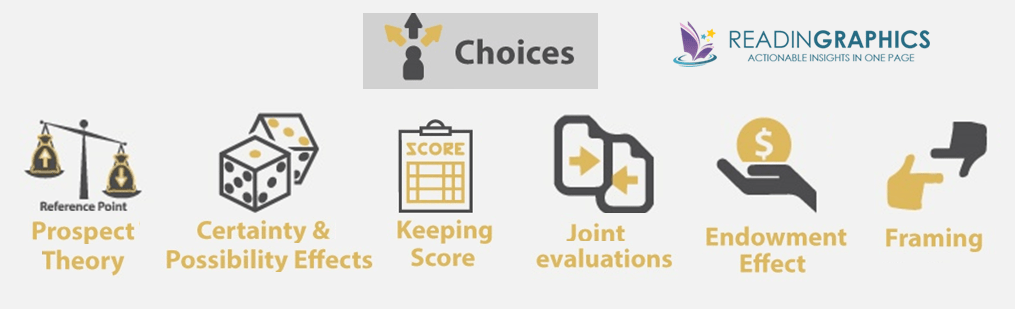 Choices
READINGRAPHICS
ACTIONABLE INSIGHTS IN ONE PAGE
Reference Point
Prospect
Theory
Certainty &
Possibility Effects
SCORE
Keeping
Score
Joint
evaluations
$
Endowment
Effect
Framing